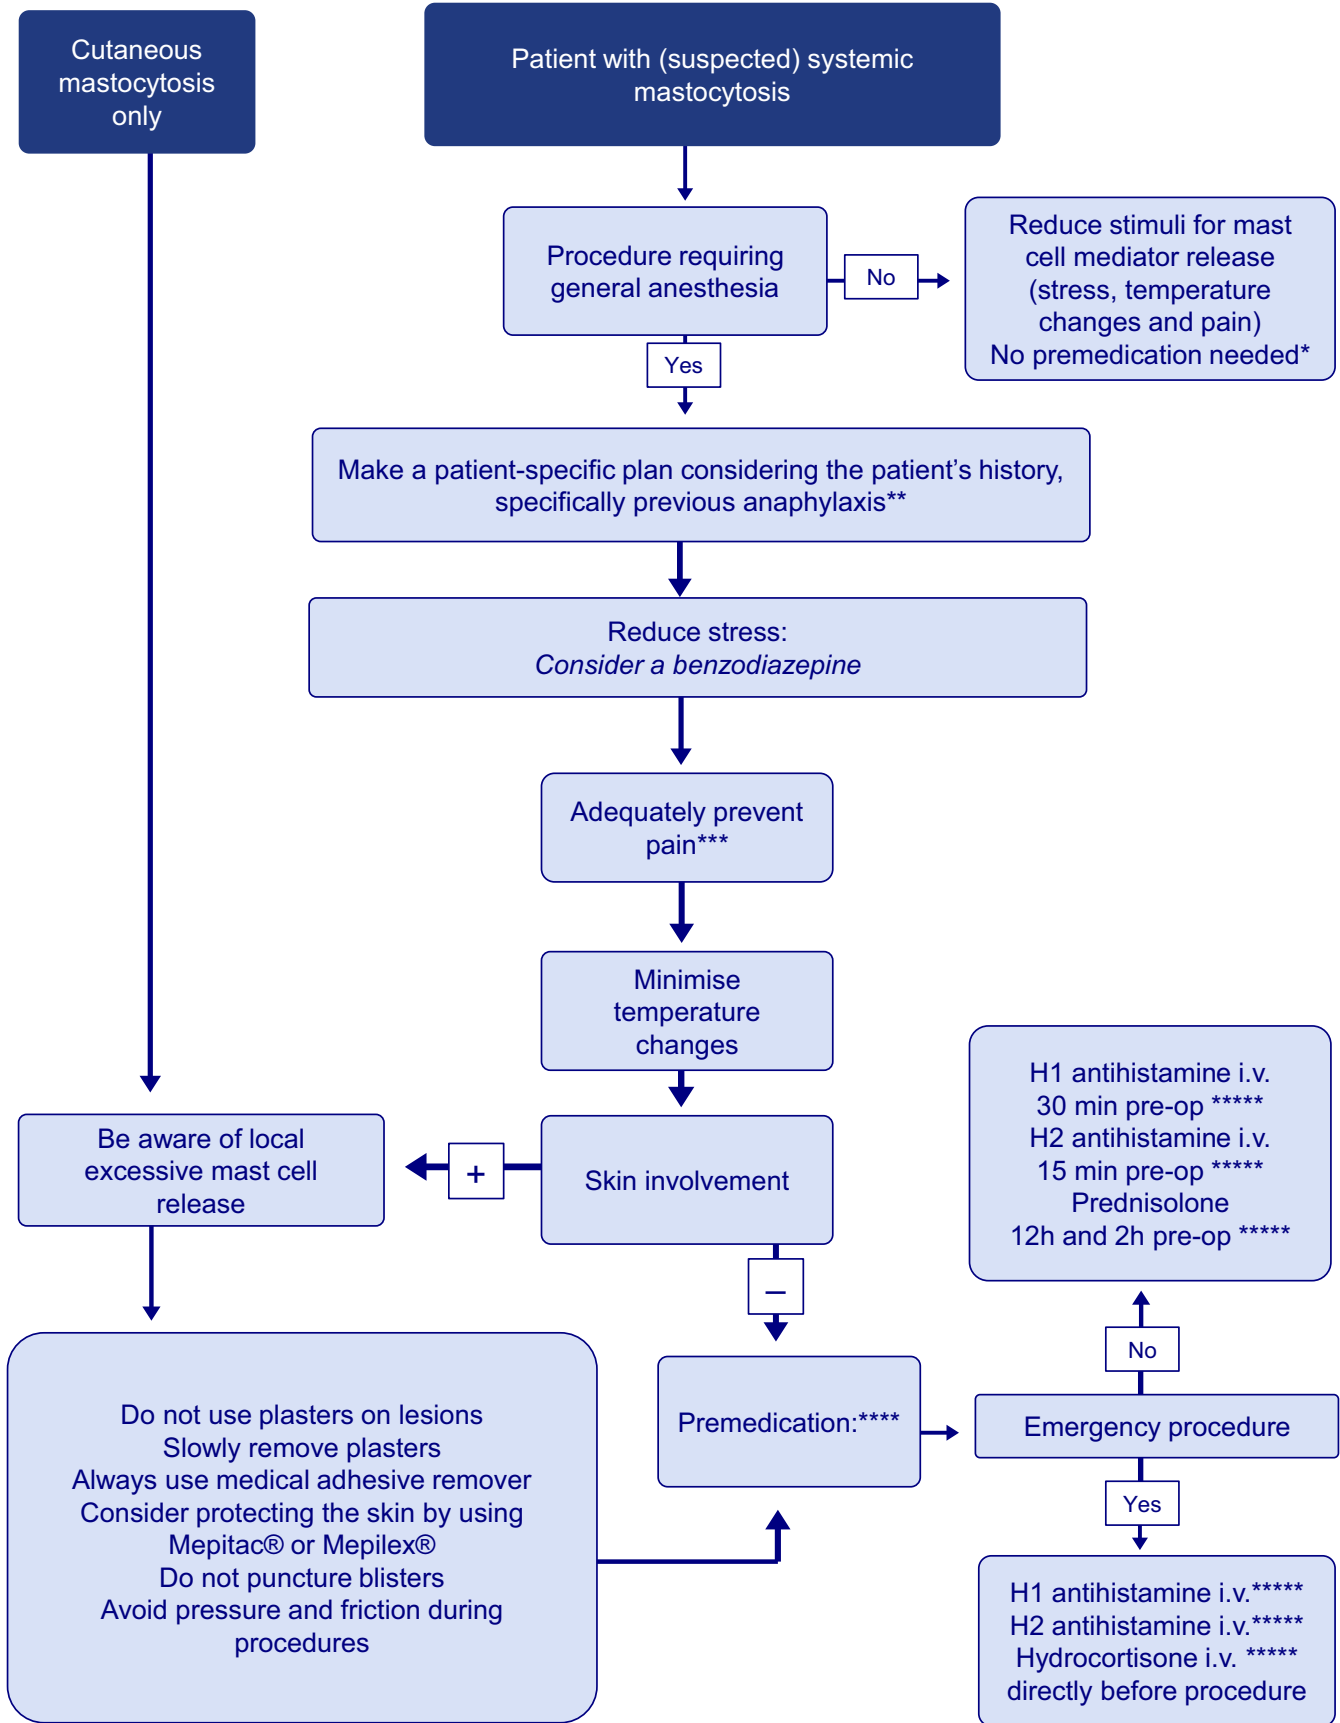 Cutaneous
mastocytosis
only
Patient with (suspected) systemic
mastocytosis
Procedure requiring
general anesthesia
No
Reduce stimuli for mast
cell mediator release
(stress, temperature
changes and pain)
No premedication needed*
Yes
Make a patient-specific plan considering the patient’s history,
specifically previous anaphylaxis**
Reduce stress:
Consider a benzodiazepine
Adequately prevent
pain***
Minimise
temperature
changes
Be aware of local
excessive mast cell
release
+
Skin involvement
–
H1 antihistamine i.v.
30 min pre-op *****
H2 antihistamine i.v.
15 min pre-op *****
Prednisolone
12h and 2h pre-op *****
No
Do not use plasters on lesions
Slowly remove plasters
Always use medical adhesive remover
Consider protecting the skin by using
Mepitac® or Mepilex®
Do not puncture blisters
Avoid pressure and friction during
procedures
Premedication:****
Emergency procedure
Yes
H1 antihistamine i.v.*****
H2 antihistamine i.v.*****
Hydrocortisone i.v. *****
directly before procedure